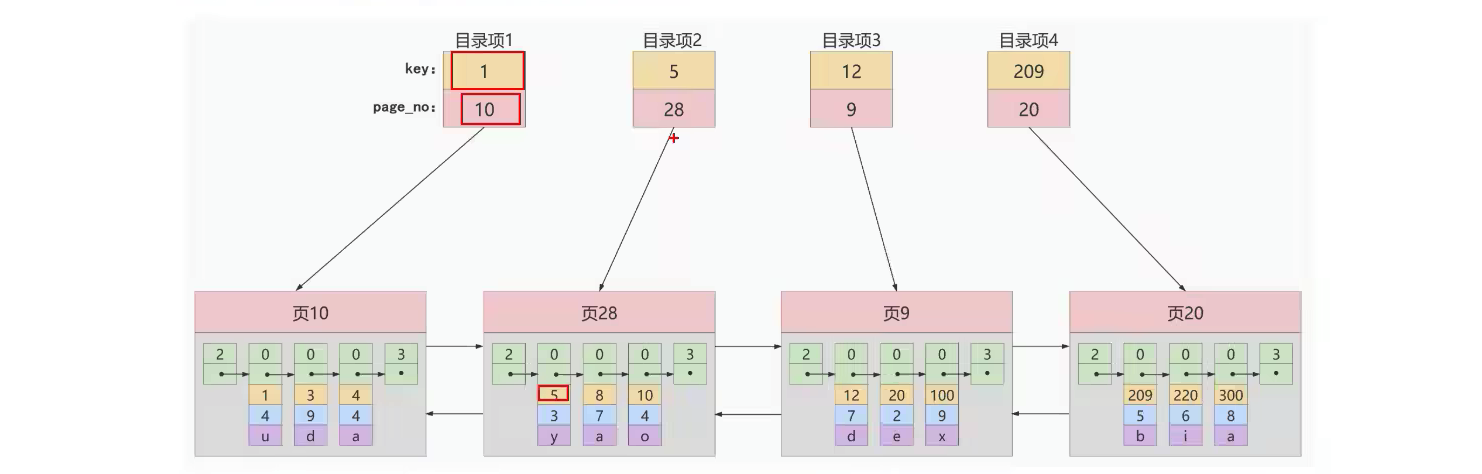 目录项1 目录项2 目录项3 目录项4
key: 1 5 12 209
page_no: 10 28 9 20
页10 页28 页9 页20
2 0 0 0 3 2 0 0 0 3 2 0 0 0 3 2 0 0 0 3
1 3 4 5 8 10 12 20 100 209 220 300
4 9 4 3 7 4 7 2 9 5 6 8
u d a y a o d e x b i a